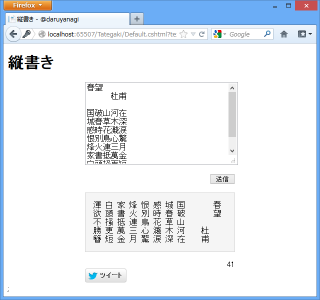 Firefox
縦書き - @daruyanagi
localhost:65507/Tategaki/Default.cshtml?te
Google
縦書き
春望
杜甫
国破山河在
城春草木深
感時花濺涙
恨別鳥心驚
烽火連三月
家書抵萬金
白頭掻更短
送信
春望
杜甫
国破山河在
城春草木深
感時花濺涙
恨別鳥心驚
烽火連三月
家書抵萬金
白頭掻更短
渾欲不勝簪
41
ツイート
;